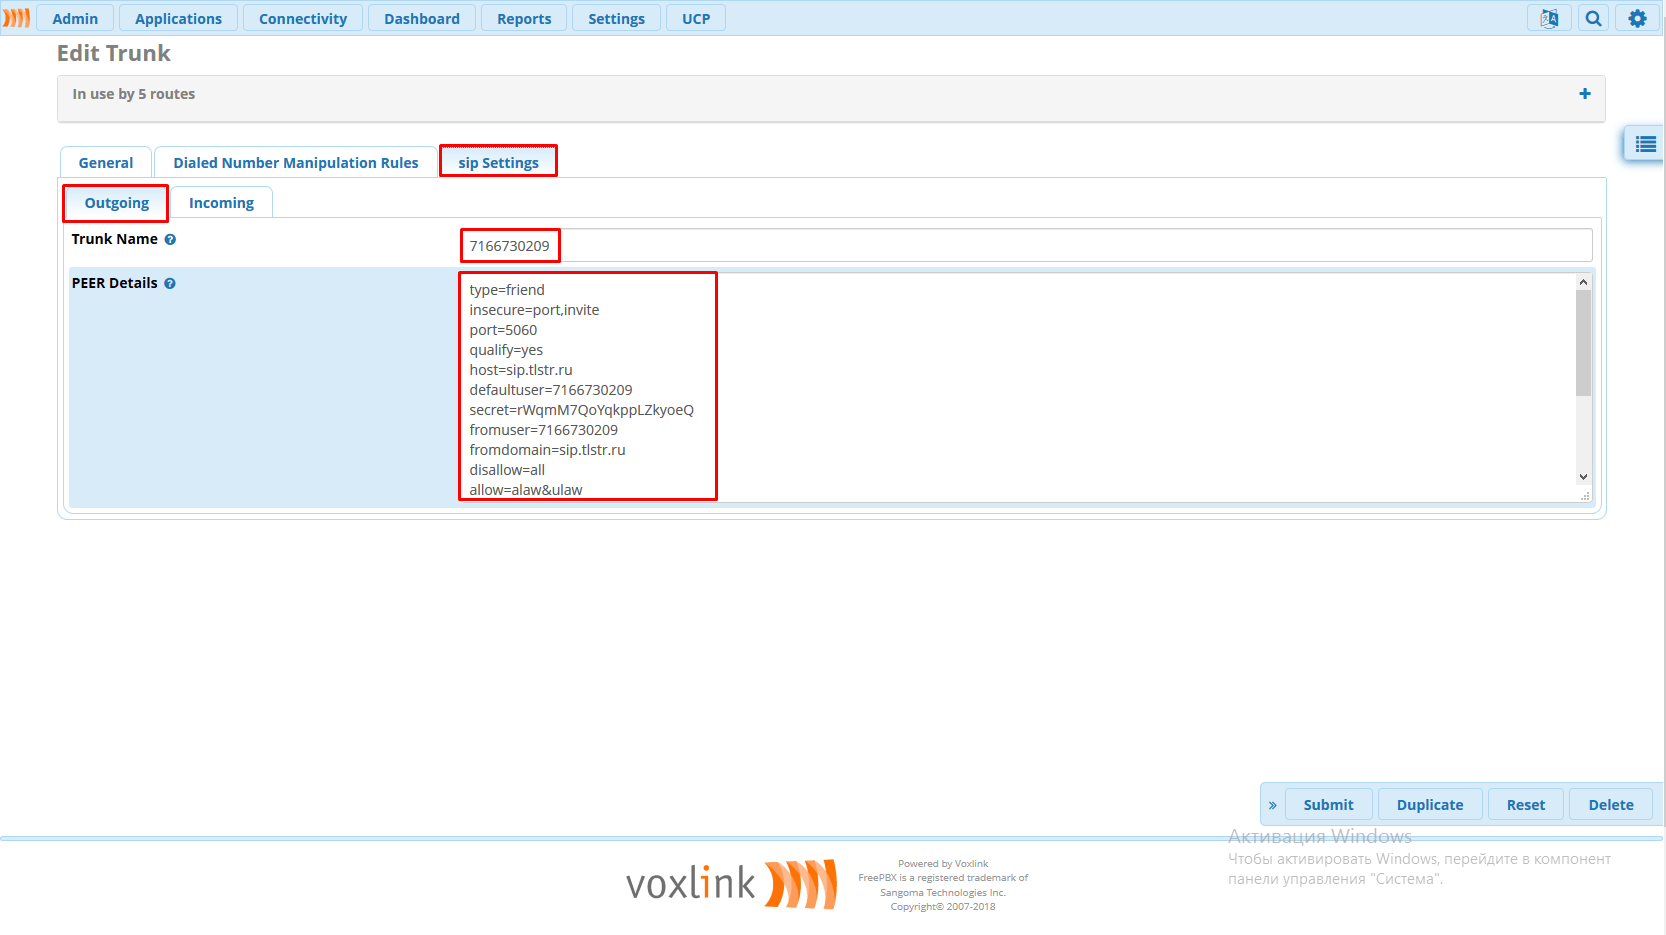 Admin
Applications
Connectivity
Dashboard
Reports
Settings
UCP
Edit Trunk
In use by 5 routes
General
Dialed Number Manipulation Rules
sip Settings
Outgoing
Incoming
Trunk Name
7166730209
PEER Details
type=friend
insecure=port,invite
port=5060
qualify=yes
host=sip.tlstr.ru
defaultuser=7166730209
secret=rWqmM7QoYqkppLZkyoeQ
fromuser=7166730209
fromdomain=sip.tlstr.ru
disallow=all
allow=alaw&ulaw
» Submit
Duplicate
Reset
Delete
Активация Windows
Чтобы активировать Windows, перейдите в компонент
панели управления "Система".
voxlink
Powered by Voxlink
FreePBX is a registered trademark of
Sangoma Technologies Inc.
Copyright© 2007-2018